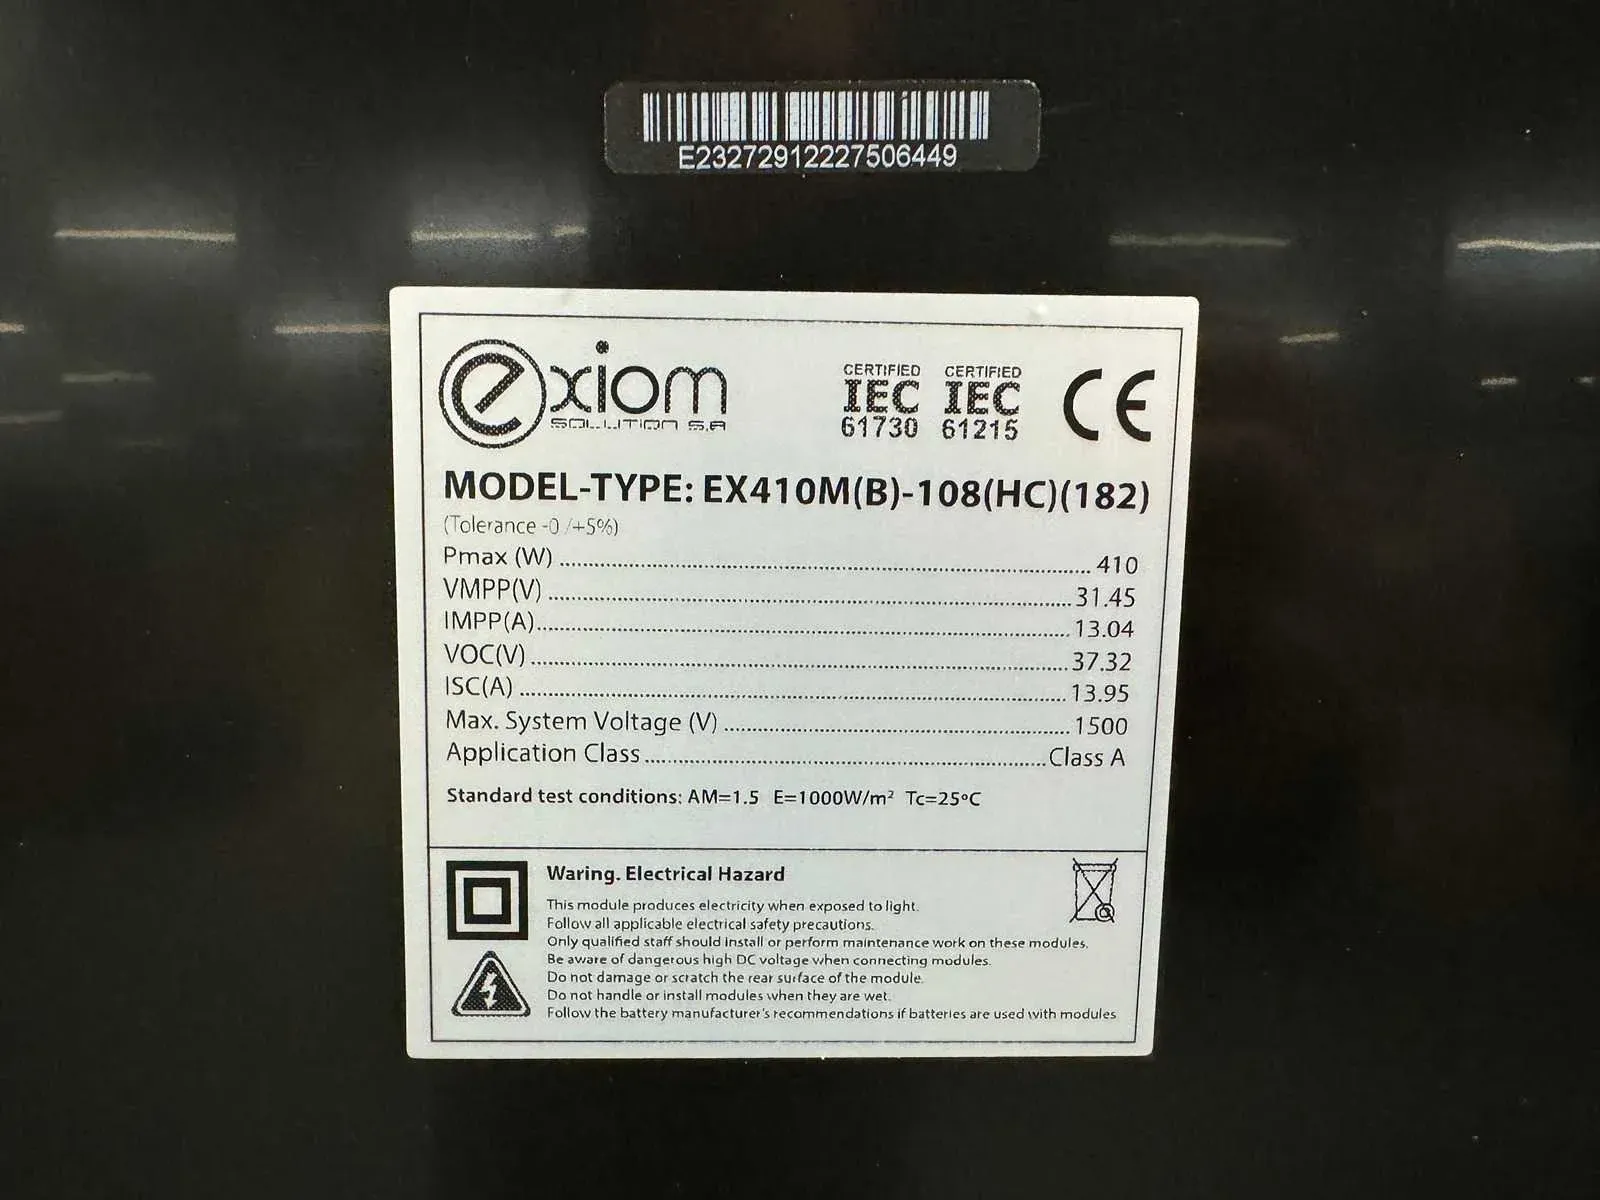 E23272912227506449
exiom
SOLUTION S.A
CERTIFIED CERTIFIED
IEC IEC
61730 61215
CE
MODEL-TYPE: EX410M(B)-108(HC)(182)
(Tolerance -0 /+5%)
Pmax (W) ........ 410
VMPP(V) ........ 31.45
IMPP(A) ........ 13.04
VOC(V) ........ 37.32
ISC(A) ........ 13.95
Max. System Voltage (V) ........ 1500
Application Class ........ Class A
Standard test conditions: AM=1.5 E=1000W/m² Tc=25ºC
Waring. Electrical Hazard
This module produces electricity when exposed to light.
Follow all applicable electrical safety precautions.
Only qualified staff should install or perform maintenance work on these modules.
Be aware of dangerous high DC voltage when connecting modules.
Do not damage or scratch the rear surface of the module.
Do not handle or install modules when they are wet.
Follow the battery manufacturer's recommendations if batteries are used with modules